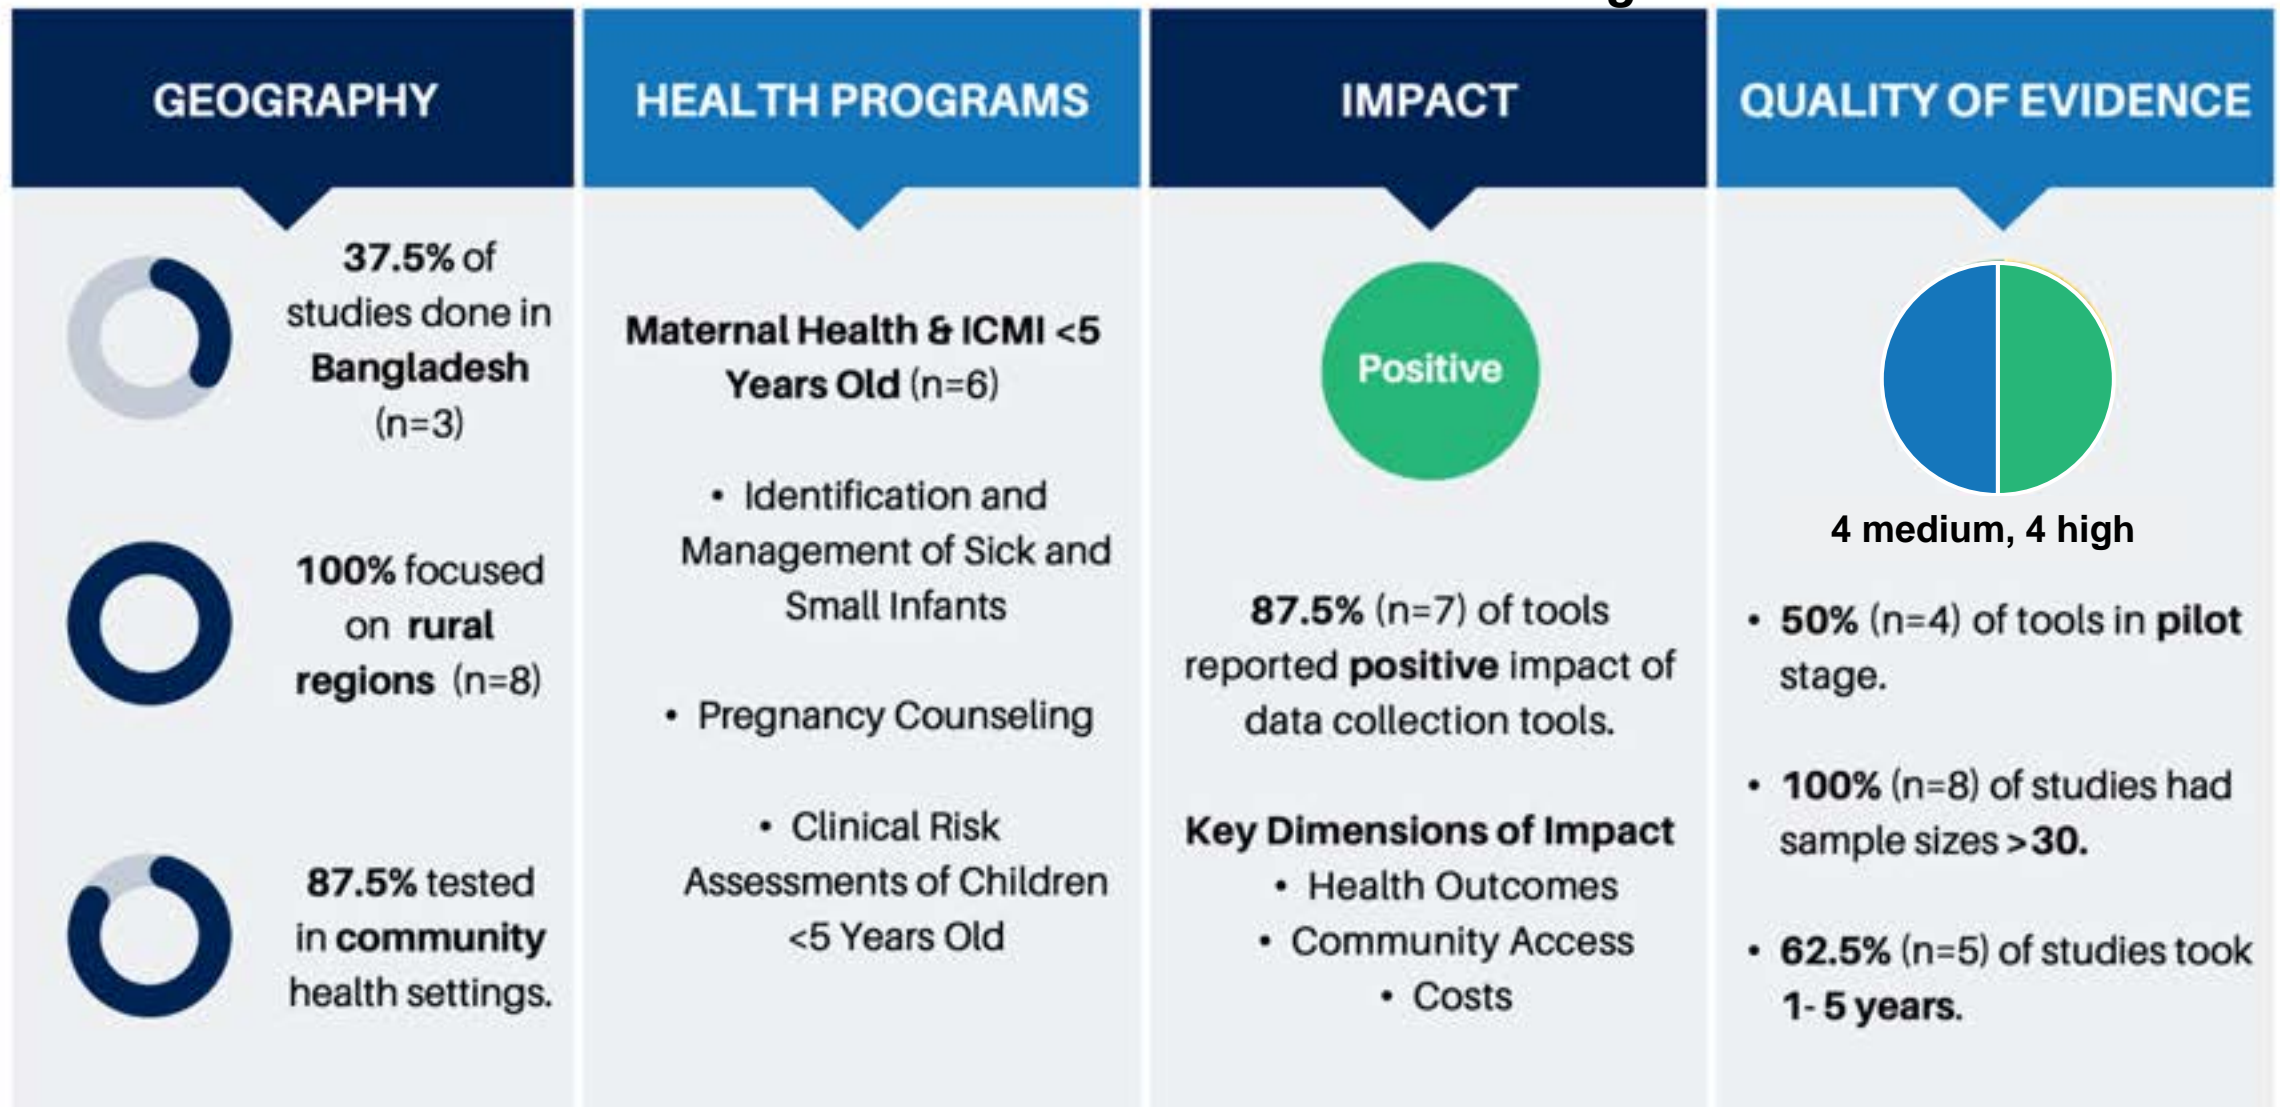 GEOGRAPHY
37.5% of
studies done in
Bangladesh
(n=3)
100% focused
on rural
regions (n=8)
87.5% tested
in community
health settings.
HEALTH PROGRAMS
Maternal Health & ICMI <5
Years Old (n=6)
• Identification and
Management of Sick and
Small Infants
• Pregnancy Counseling
• Clinical Risk
Assessments of Children
<5 Years Old
IMPACT
Positive
87.5% (n=7) of tools
reported positive impact of
data collection tools.
Key Dimensions of Impact
• Health Outcomes
• Community Access
• Costs
QUALITY OF EVIDENCE
4 medium, 4 high
• 50% (n=4) of tools in pilot
stage.
• 100% (n=8) of studies had
sample sizes >30.
• 62.5% (n=5) of studies took
1- 5 years.